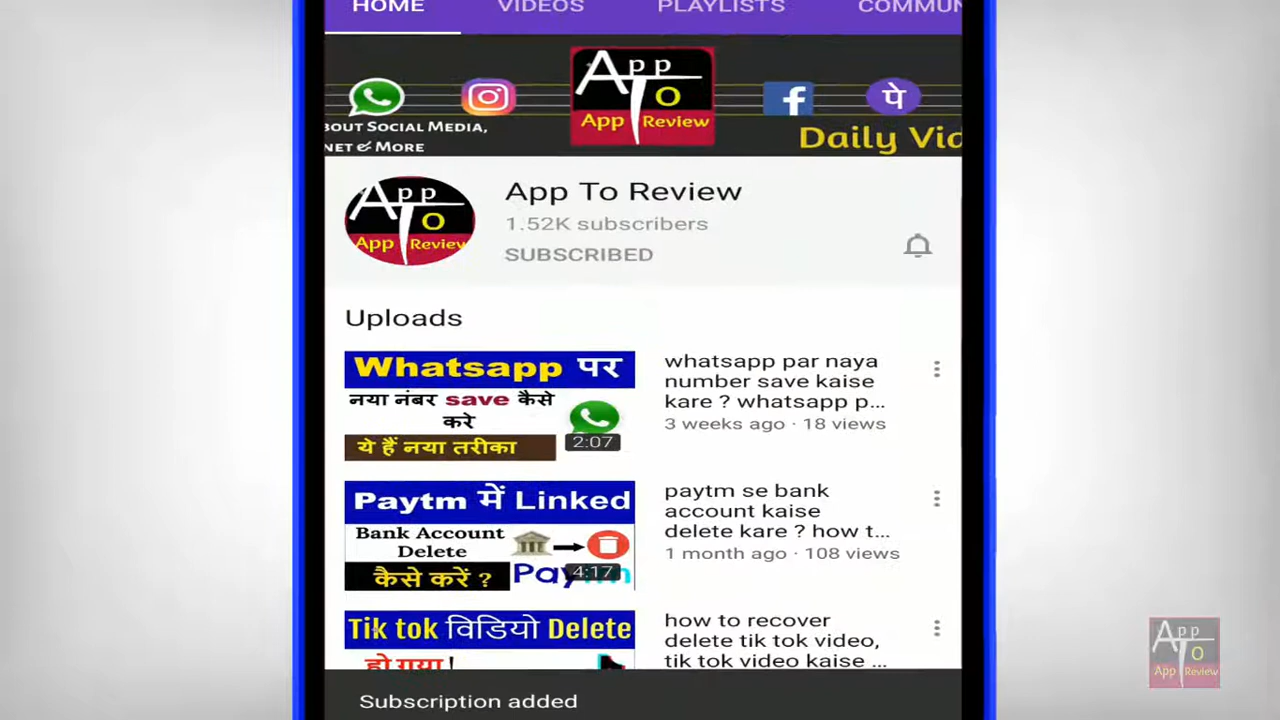 HOME VIDEOS PLAYLISTS COMMUN
App
TO
App Review
BOUT SOCIAL MEDIA,
NET & MORE
पे
Daily Vid
App
TO
App Review
App To Review
1.52K subscribers
SUBSCRIBED
Uploads
Whatsapp पर
नया नंबर save कैसे
करे
ये हैं नया तरीका
2:07
whatsapp par naya
number save kaise
kare ? whatsapp p...
3 weeks ago · 18 views
Paytm में Linked
Bank Account
Delete
कैसे करें ?
Paytm
4:17
paytm se bank
account kaise
delete kare ? how t...
1 month ago · 108 views
Tik tok विडियो Delete
हो गया!
how to recover
delete tik tok video,
tik tok video kaise ...
Subscription added
App
TO
App Review